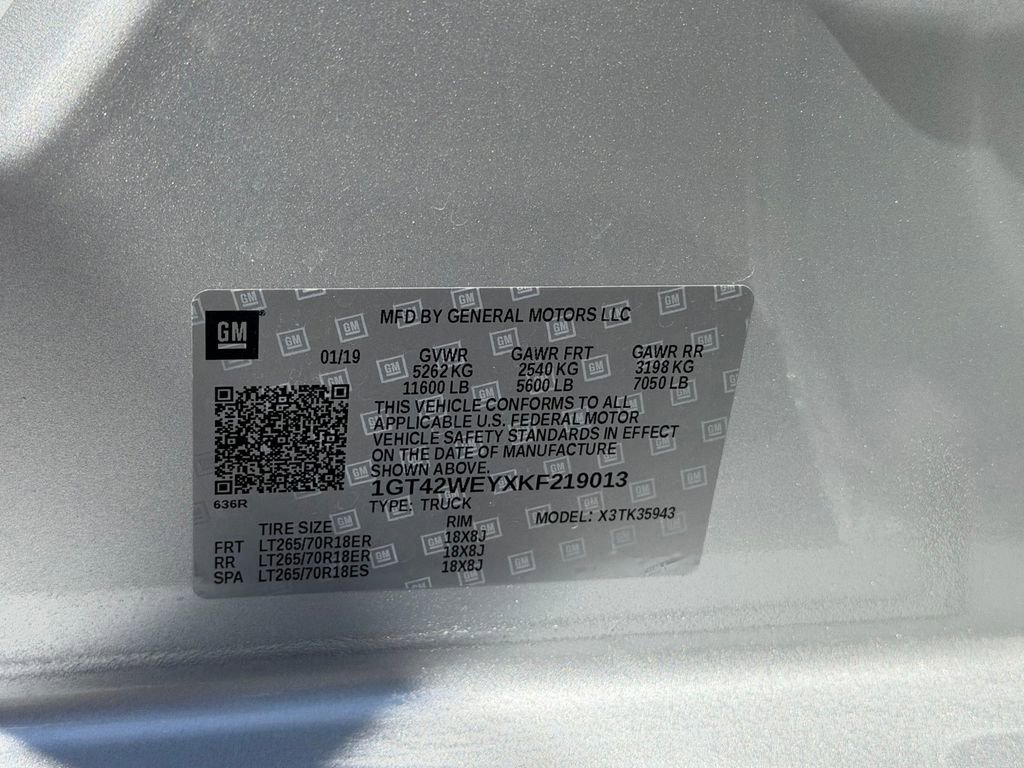 GM
MFD BY GENERAL MOTORS LLC
01/19 GVWR GAWR FRT GAWR RR
5262 KG 2540 KG 3198 KG
11600 LB 5600 LB 7050 LB
THIS VEHICLE CONFORMS TO ALL
APPLICABLE U.S. FEDERAL MOTOR
VEHICLE SAFETY STANDARDS IN EFFECT
ON THE DATE OF MANUFACTURE
SHOWN ABOVE.
1GT42WEYXKF219013
636R
TYPE: TRUCK
MODEL: X3TK35943
TIRE SIZE RIM
FRT LT265/70R18ER 18X8J
RR LT265/70R18ER 18X8J
SPA LT265/70R18ES 18X8J